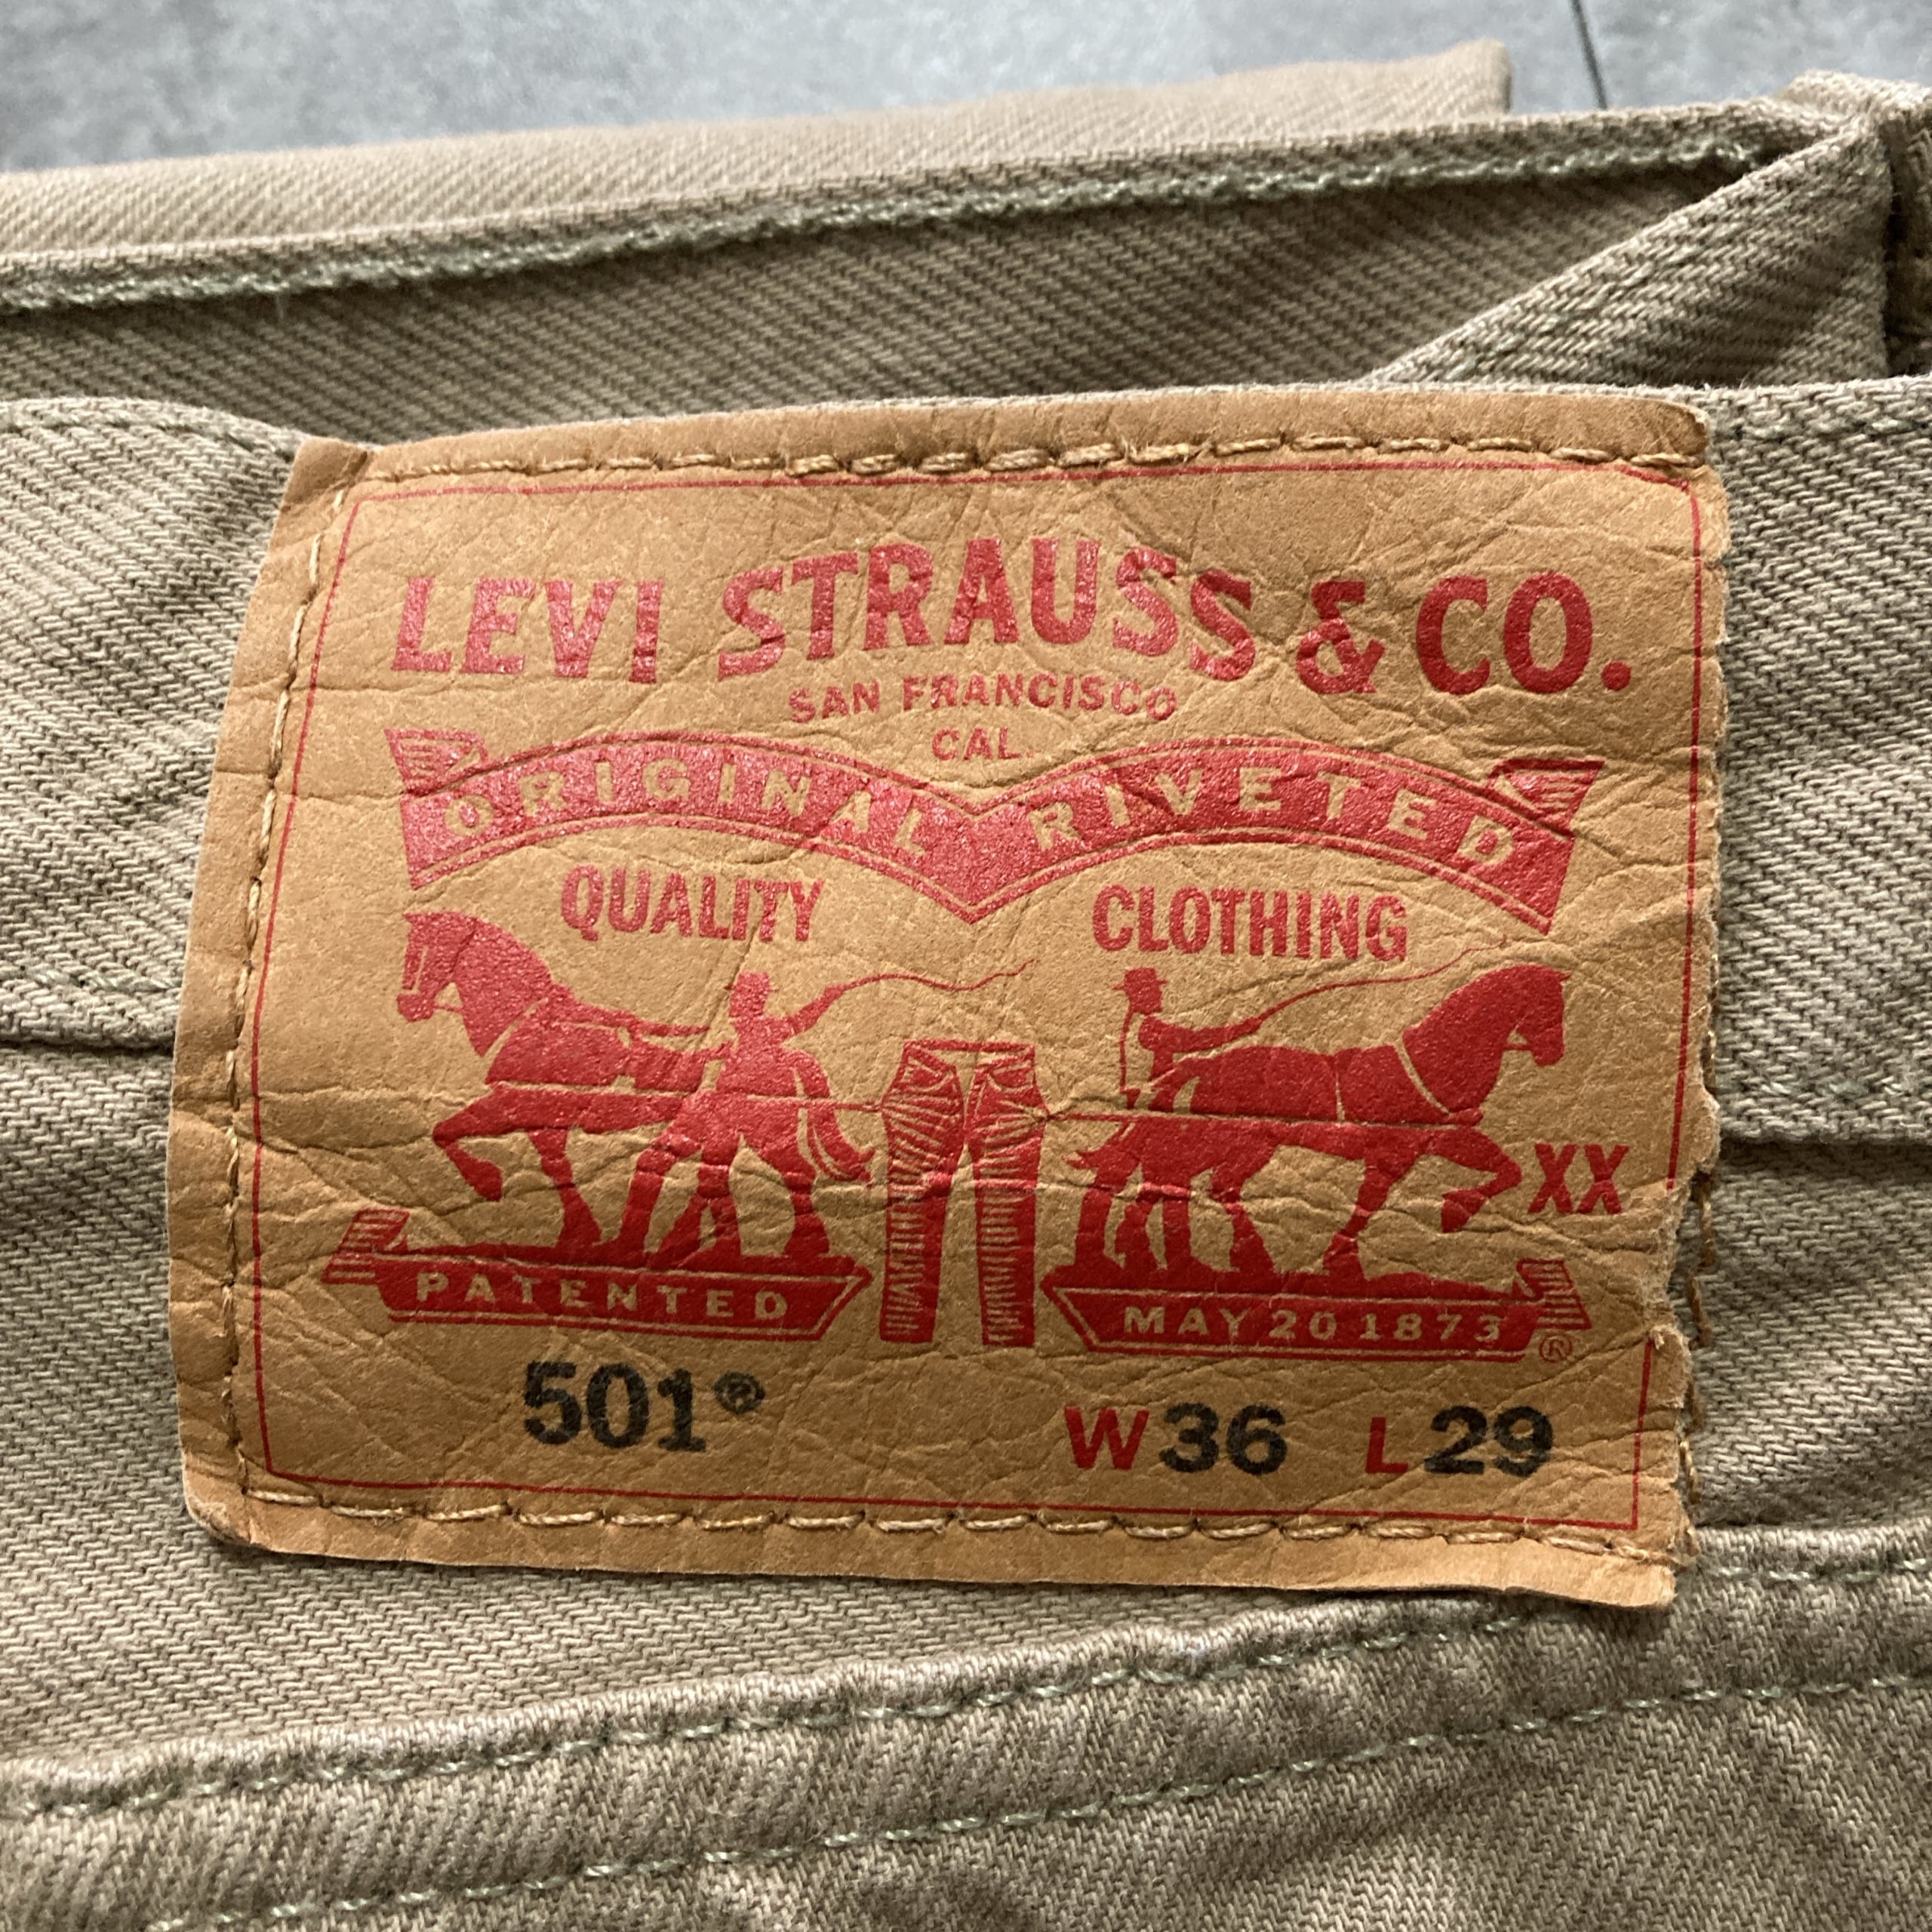 LEVI STRAUSS & CO.
SAN FRANCISCO
CAL.
ORIGINAL RIVETED
QUALITY CLOTHING
XX
PATENTED MAY 20 1873 ®
501® W36 L29